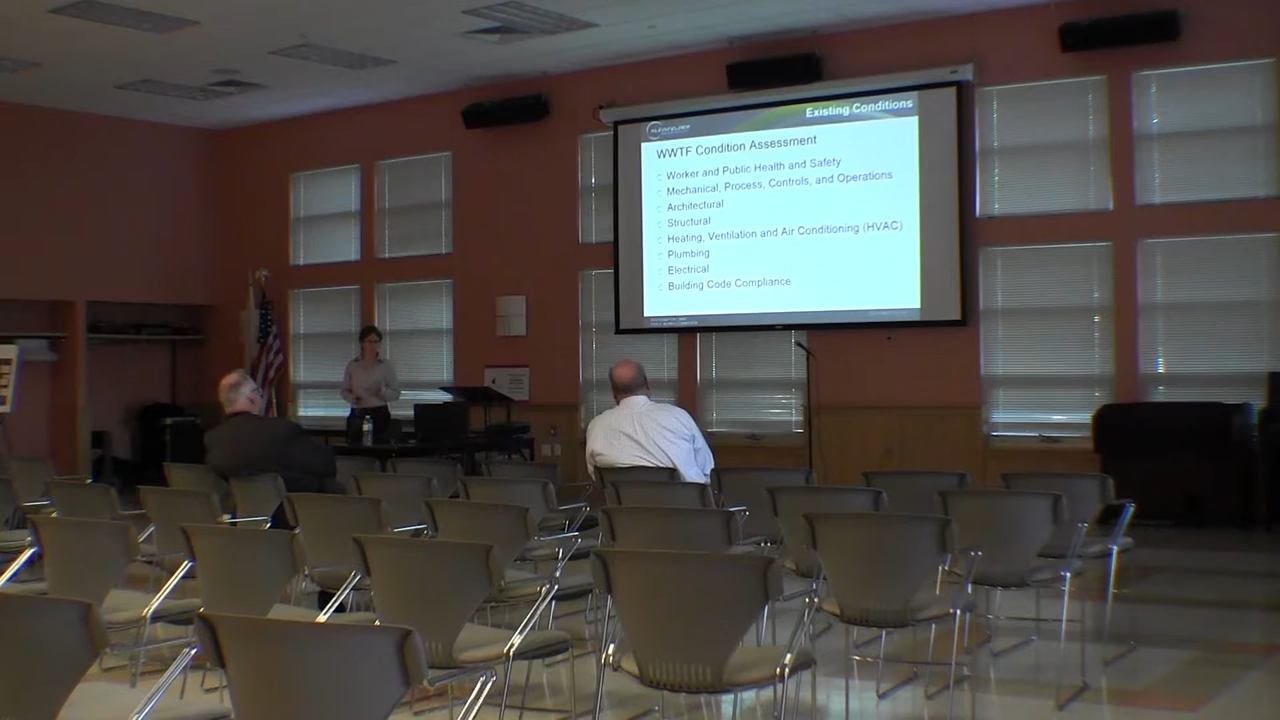 Existing Conditions
KLEINFELDER
WWTF Condition Assessment
Worker and Public Health and Safety
Mechanical, Process, Controls, and Operations
Architectural
Structural
Heating, Ventilation and Air Conditioning (HVAC)
Plumbing
Electrical
Building Code Compliance